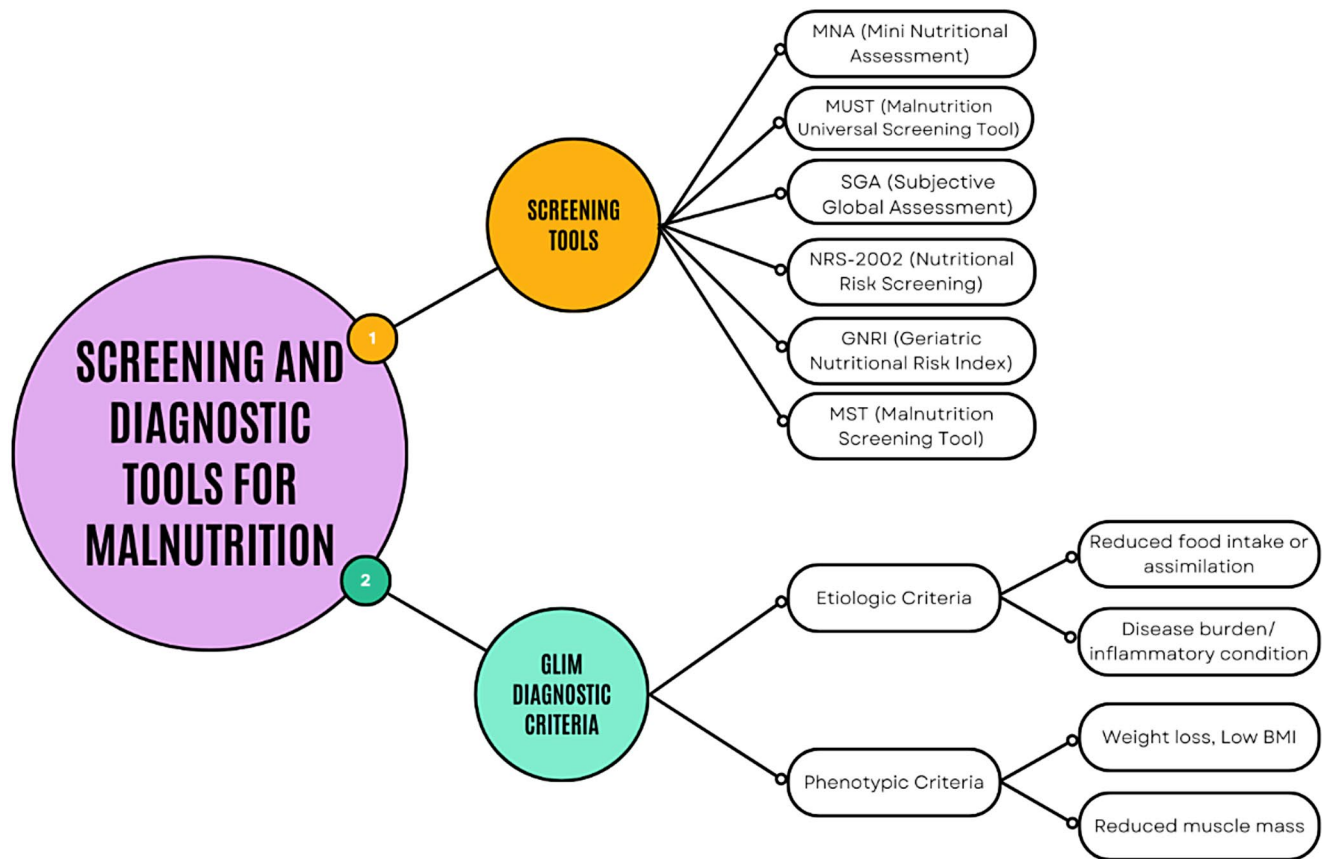 SCREENING AND
DIAGNOSTIC
TOOLS FOR
MALNUTRITION
1
SCREENING
TOOLS
MNA (Mini Nutritional
Assessment)
MUST (Malnutrition
Universal Screening Tool)
SGA (Subjective
Global Assessment)
NRS-2002 (Nutritional
Risk Screening)
GNRI (Geriatric
Nutritional Risk Index)
MST (Malnutrition
Screening Tool)
2
GLIM
DIAGNOSTIC
CRITERIA
Etiologic Criteria
Reduced food intake or
assimilation
Disease burden/
inflammatory condition
Phenotypic Criteria
Weight loss, Low BMI
Reduced muscle mass